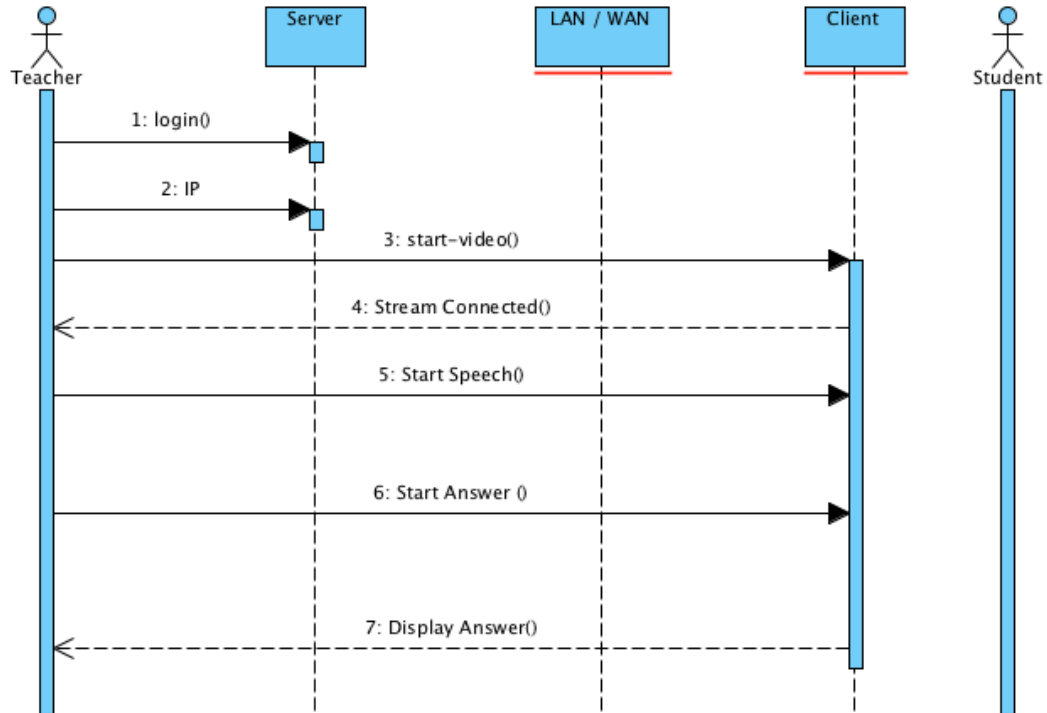 Server
LAN / WAN
Client
Teacher
Student
1: login()
2: IP
3: start-video()
4: Stream Connected()
5: Start Speech()
6: Start Answer ()
7: Display Answer()